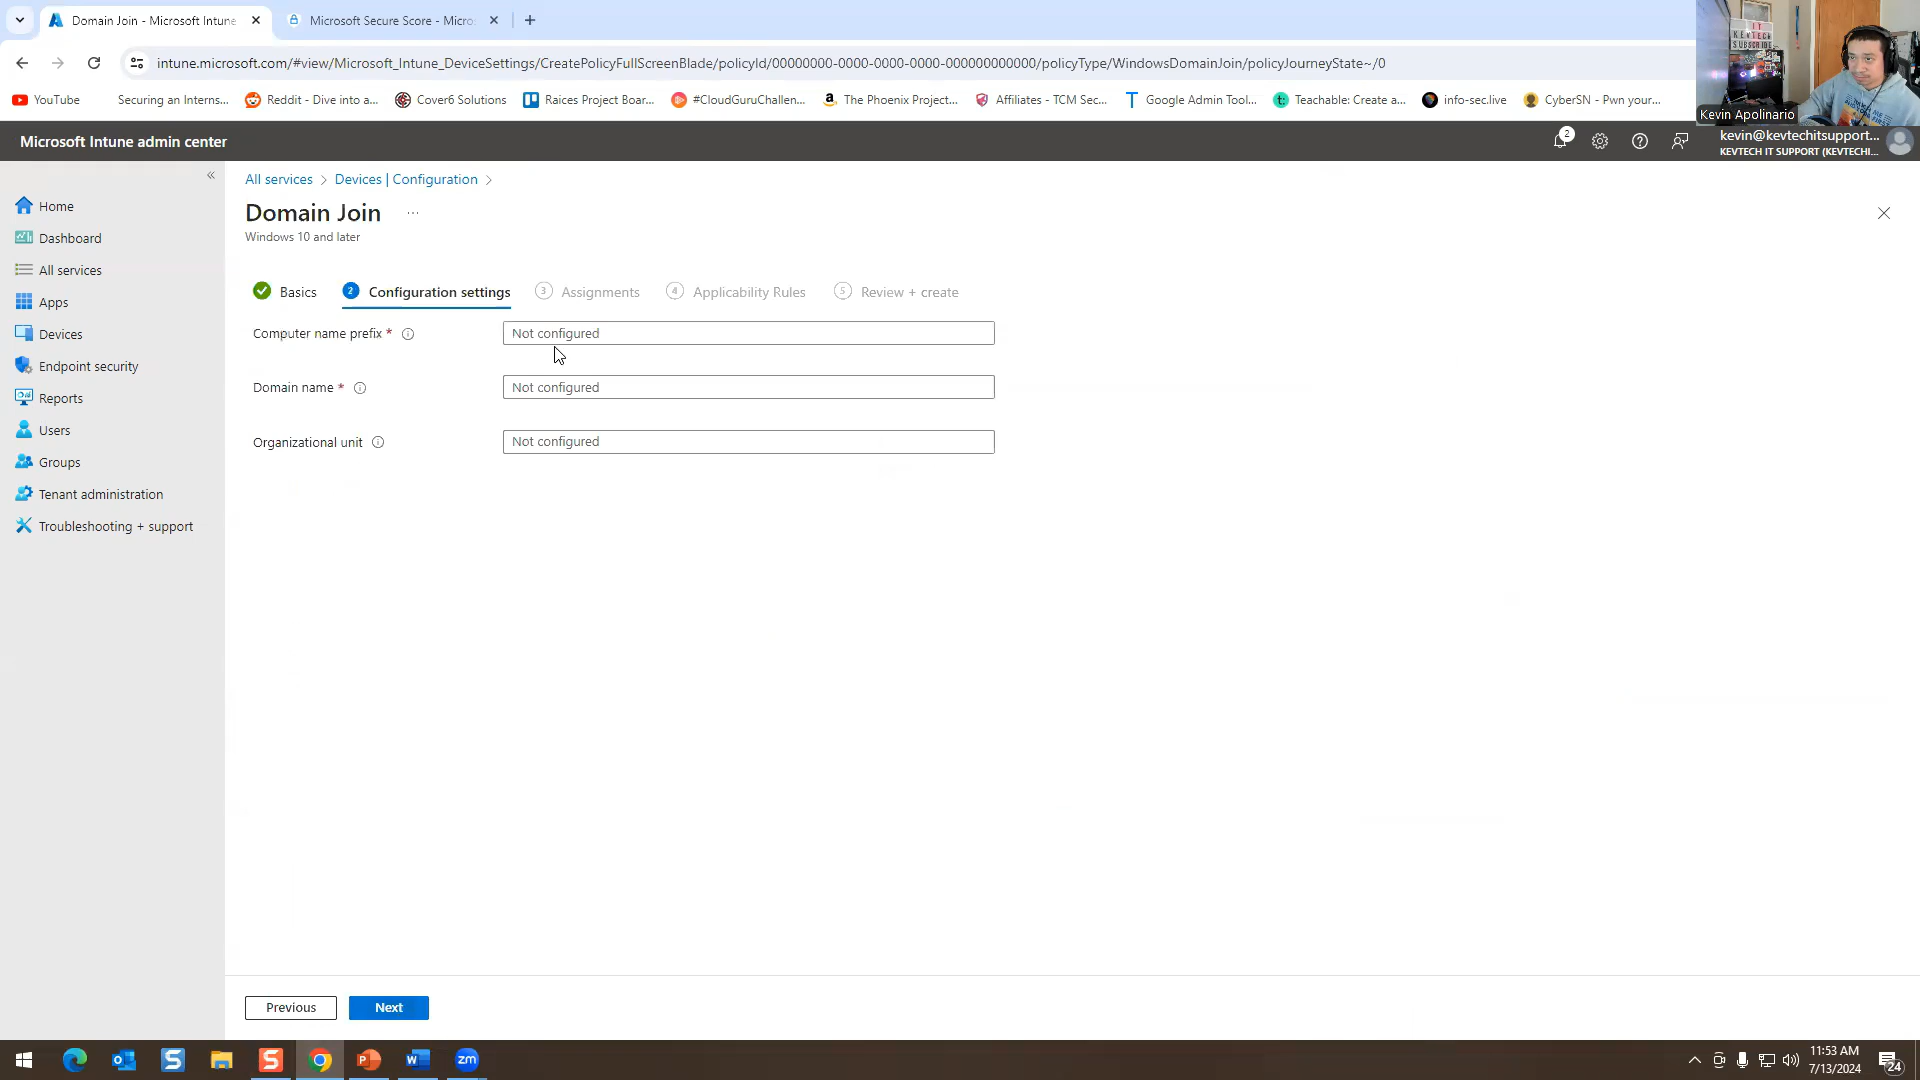 Domain Join - Microsoft Intune
Microsoft Secure Score - Micro
intune.microsoft.com/#view/Microsoft_Intune_DeviceSettings/CreatePolicyFullScreenBlade/policyId/00000000-0000-0000-0000-000000000000/policyType/WindowsDomainJoin/policyJourneyState~/0
YouTube
Securing an Interns...
Reddit - Dive into a...
Cover6 Solutions
Raices Project Boar...
#CloudGuruChallen...
The Phoenix Project...
Affiliates - TCM Sec...
Google Admin Tool...
Teachable: Create a...
info-sec.live
CyberSN - Pwn your...
IT
KEVTECH
SUBSCRIBE
Kevin Apolinario
Microsoft Intune admin center
2
kevin@kevtechitsupport...
KEVTECH IT SUPPORT (KEVTECHI...
Home
Dashboard
All services
Apps
Devices
Endpoint security
Reports
Users
Groups
Tenant administration
Troubleshooting + support
All services > Devices | Configuration >
Domain Join ...
Windows 10 and later
Basics
2 Configuration settings
3 Assignments
4 Applicability Rules
5 Review + create
Computer name prefix * Not configured
Domain name * Not configured
Organizational unit Not configured
Previous
Next
zm
11:53 AM
7/13/2024
24